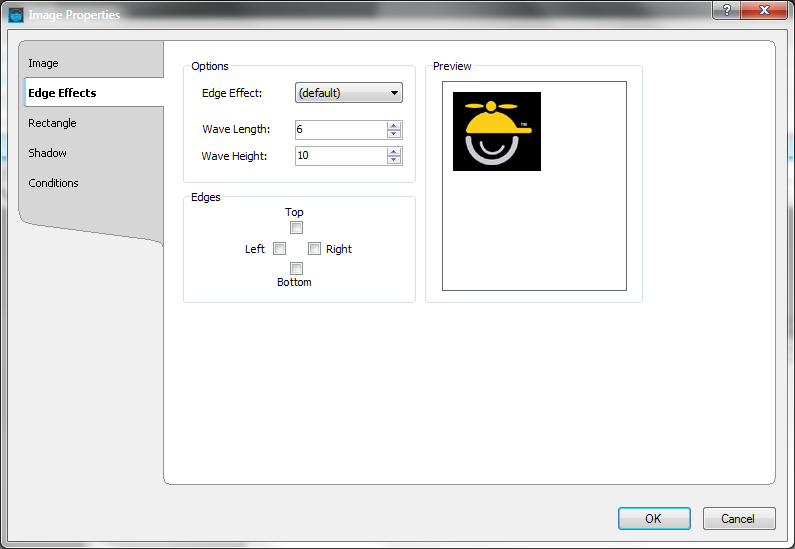 Image Properties
?
Image
Edge Effects
Rectangle
Shadow
Conditions
Options
Edge Effect: (default)
Wave Length: 6
Wave Height: 10
Edges
Top
Left Right
Bottom
Preview
TM
OK Cancel